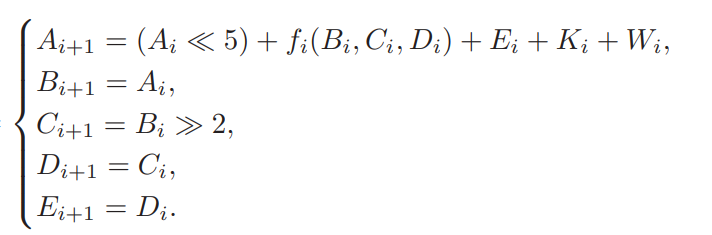 A_{i+1} = (A_i ≪ 5) + f_i(B_i, C_i, D_i) + E_i + K_i + W_i,
B_{i+1} = A_i,
C_{i+1} = B_i ≫ 2,
D_{i+1} = C_i,
E_{i+1} = D_i.